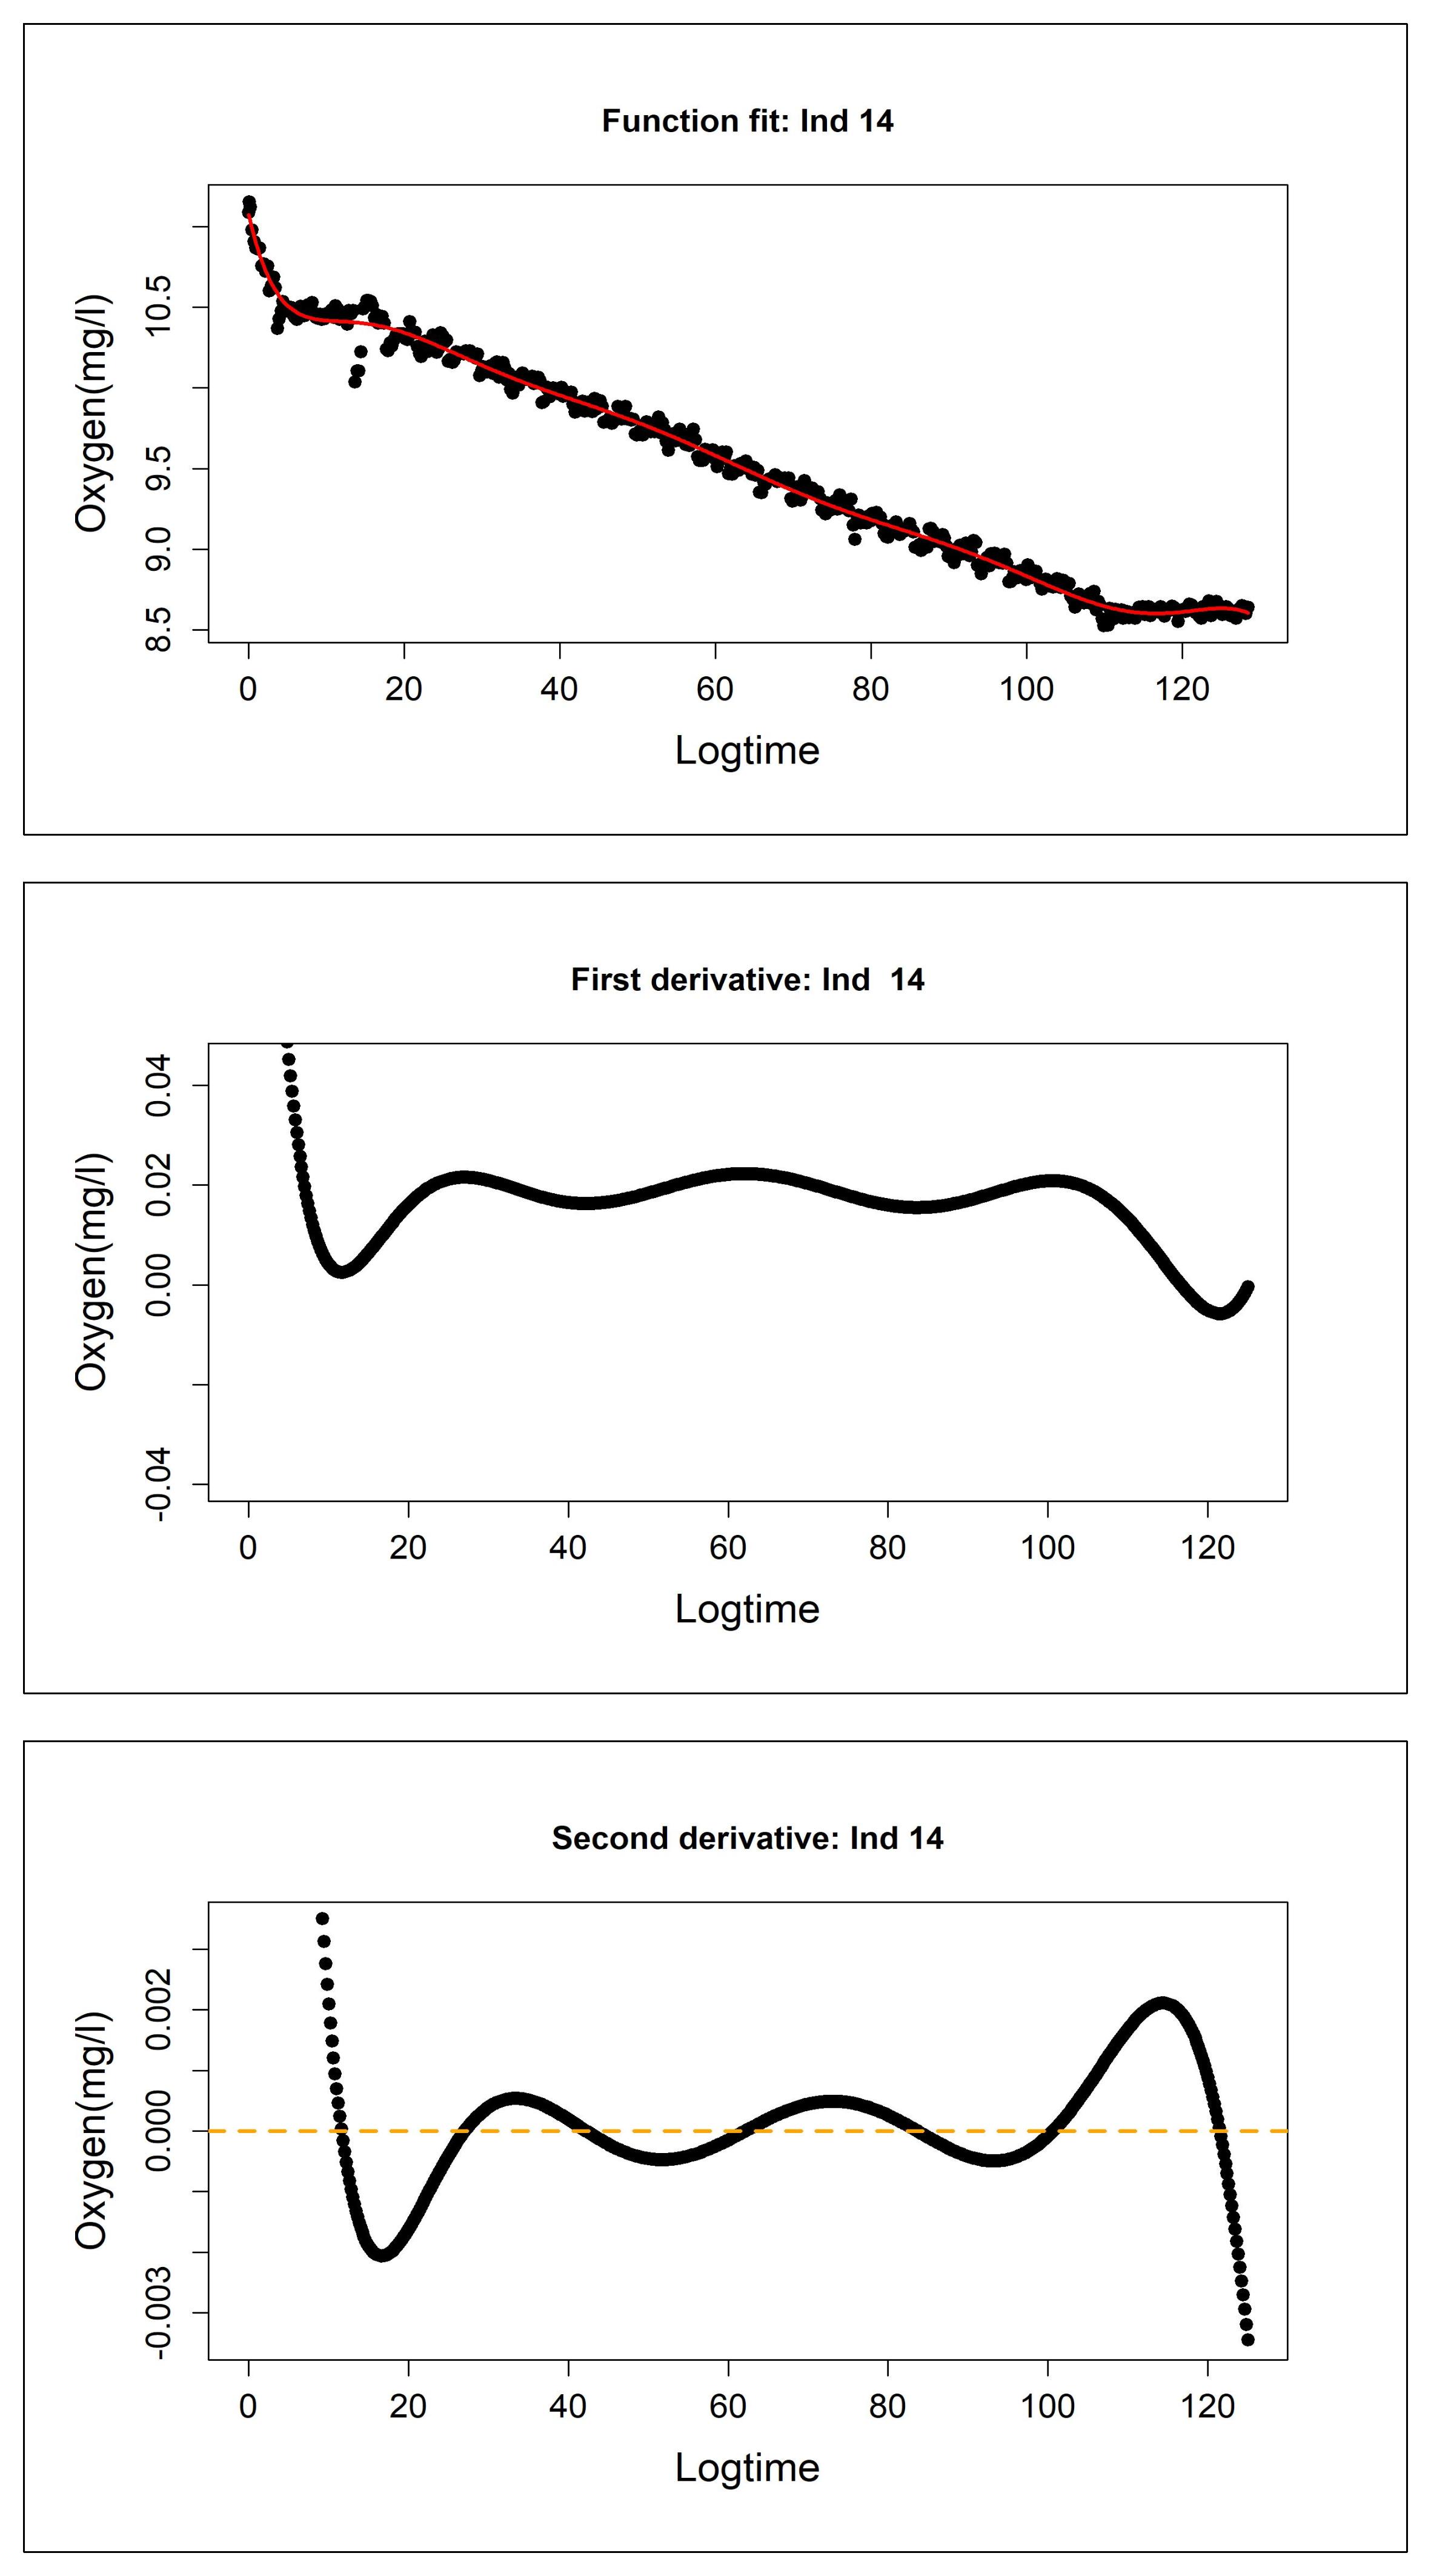 Function fit: Ind 14
Oxygen(mg/l)
10.5
9.5
9.0
8.5
0 20 40 60 80 100 120
Logtime
First derivative: Ind  14
Oxygen(mg/l)
0.04
0.02
0.00
-0.04
0 20 40 60 80 100 120
Logtime
Second derivative: Ind 14
Oxygen(mg/l)
0.002
0.000
-0.003
0 20 40 60 80 100 120
Logtime